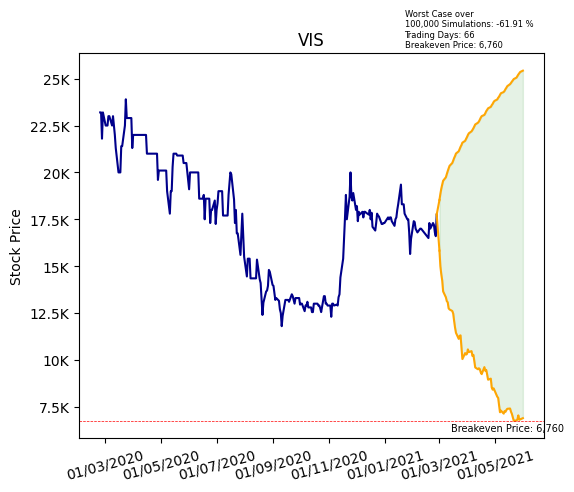 Worst Case over
100,000 Simulations: -61.91 %
Trading Days: 66
Breakeven Price: 6,760
VIS
Stock Price
25K
22.5K
20K
17.5K
15K
12.5K
10K
7.5K
Breakeven Price: 6,760
01/03/2020
01/05/2020
01/07/2020
01/09/2020
01/11/2020
01/01/2021
01/03/2021
01/05/2021